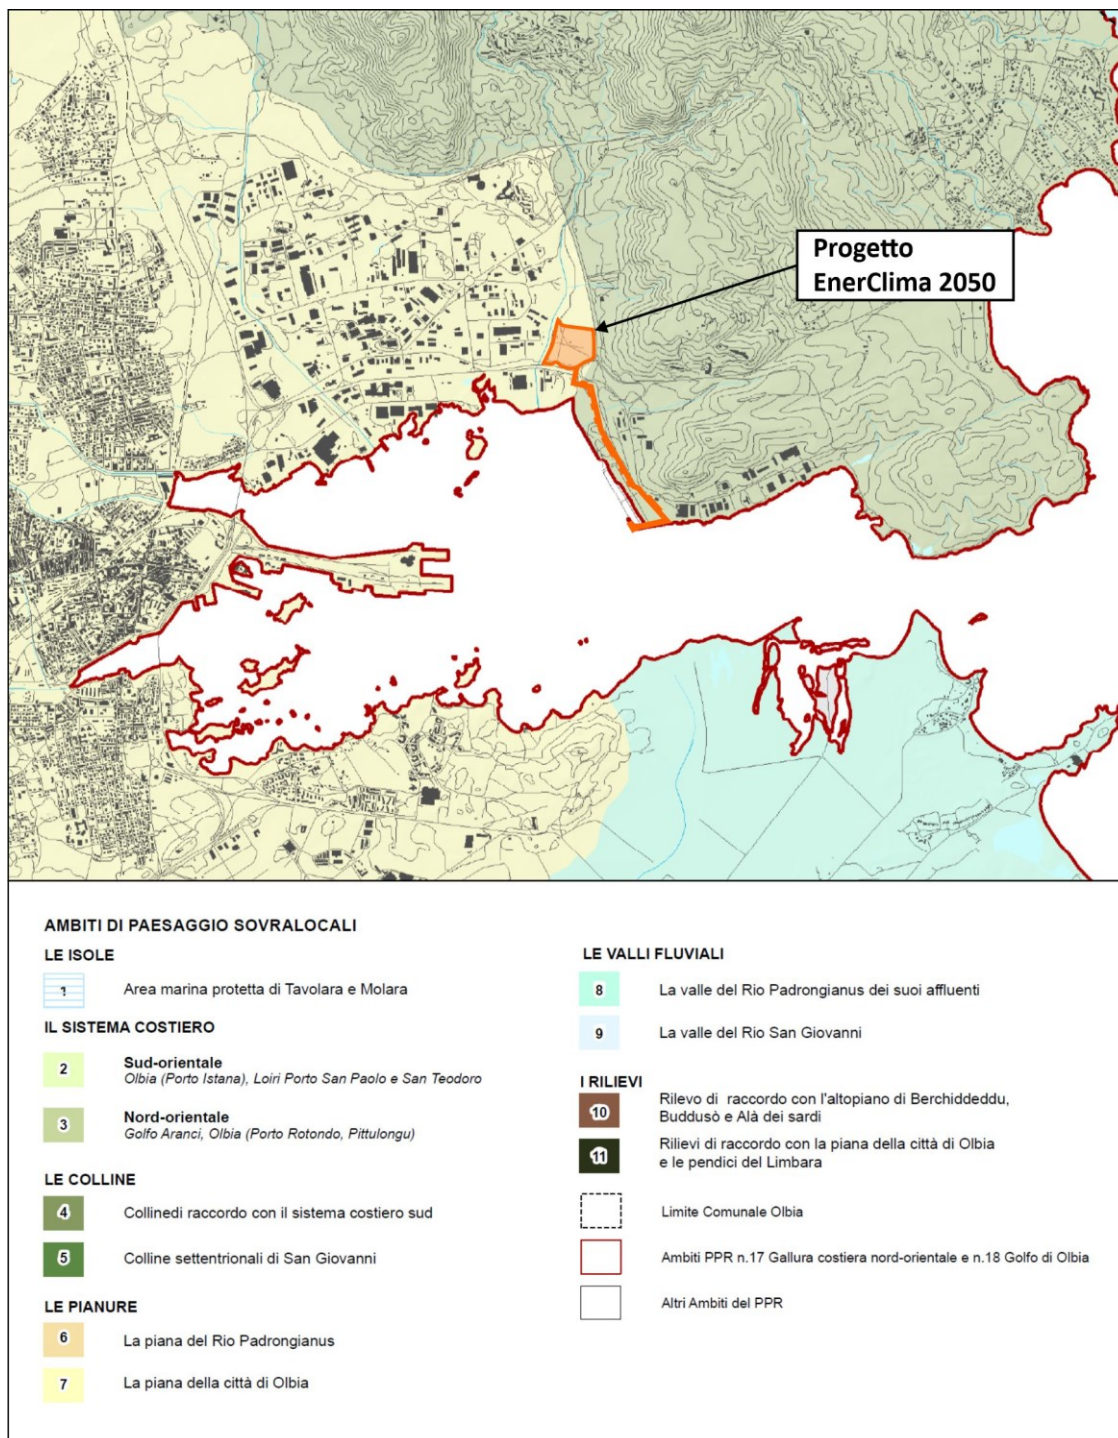 Progetto
EnerClima 2050
AMBITI DI PAESAGGIO SOVRALOCALI
LE ISOLE
1 Area marina protetta di Tavolara e Molara
IL SISTEMA COSTIERO
2 Sud-orientale
Olbia (Porto Istana), Loiri Porto San Paolo e San Teodoro
3 Nord-orientale
Golfo Aranci, Olbia (Porto Rotondo, Pittulongu)
LE COLLINE
4 Collinedi raccordo con il sistema costiero sud
5 Colline settentrionali di San Giovanni
LE PIANURE
6 La piana del Rio Padrongianus
7 La piana della città di Olbia
LE VALLI FLUVIALI
8 La valle del Rio Padrongianus dei suoi affluenti
9 La valle del Rio San Giovanni
I RILIEVI
10 Rilevo di raccordo con l'altopiano di Berchiddeddu,
Buddusò e Alà dei sardi
11 Rilievi di raccordo con la piana della città di Olbia
e le pendici del Limbara
Limite Comunale Olbia
Ambiti PPR n.17 Gallura costiera nord-orientale e n.18 Golfo di Olbia
Altri Ambiti del PPR